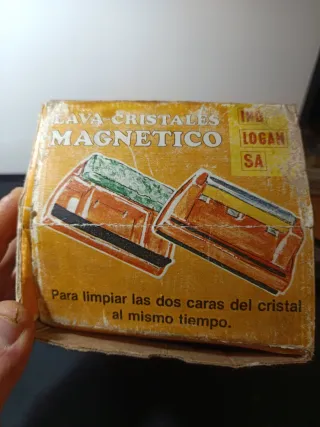 LAVA CRISTALES
MAGNETICO
IND
LOGAN
SA
Para limpiar las dos caras del cristal
al mismo tiempo.